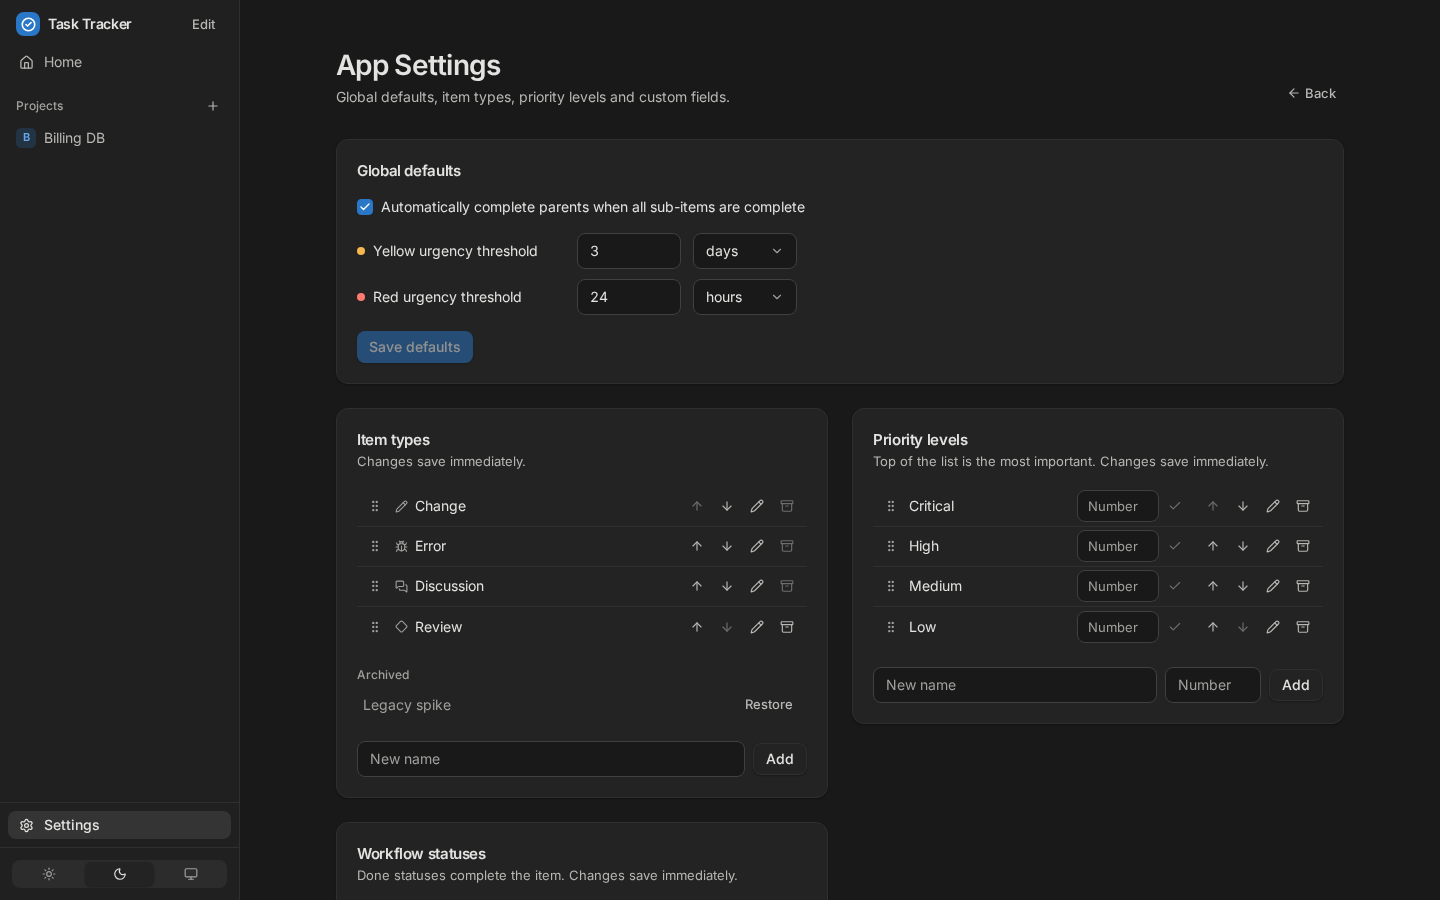 Task Tracker
Edit
Home
Projects
B
Billing DB
Settings
App Settings
Global defaults, item types, priority levels and custom fields.
Back
Global defaults
Automatically complete parents when all sub-items are complete
Yellow urgency threshold
3
days
Red urgency threshold
24
hours
Save defaults
Item types
Changes save immediately.
Change
Error
Discussion
Review
Archived
Legacy spike
Restore
New name
Add
Priority levels
Top of the list is the most important. Changes save immediately.
Critical
Number
High
Number
Medium
Number
Low
Number
New name
Number
Add
Workflow statuses
Done statuses complete the item. Changes save immediately.